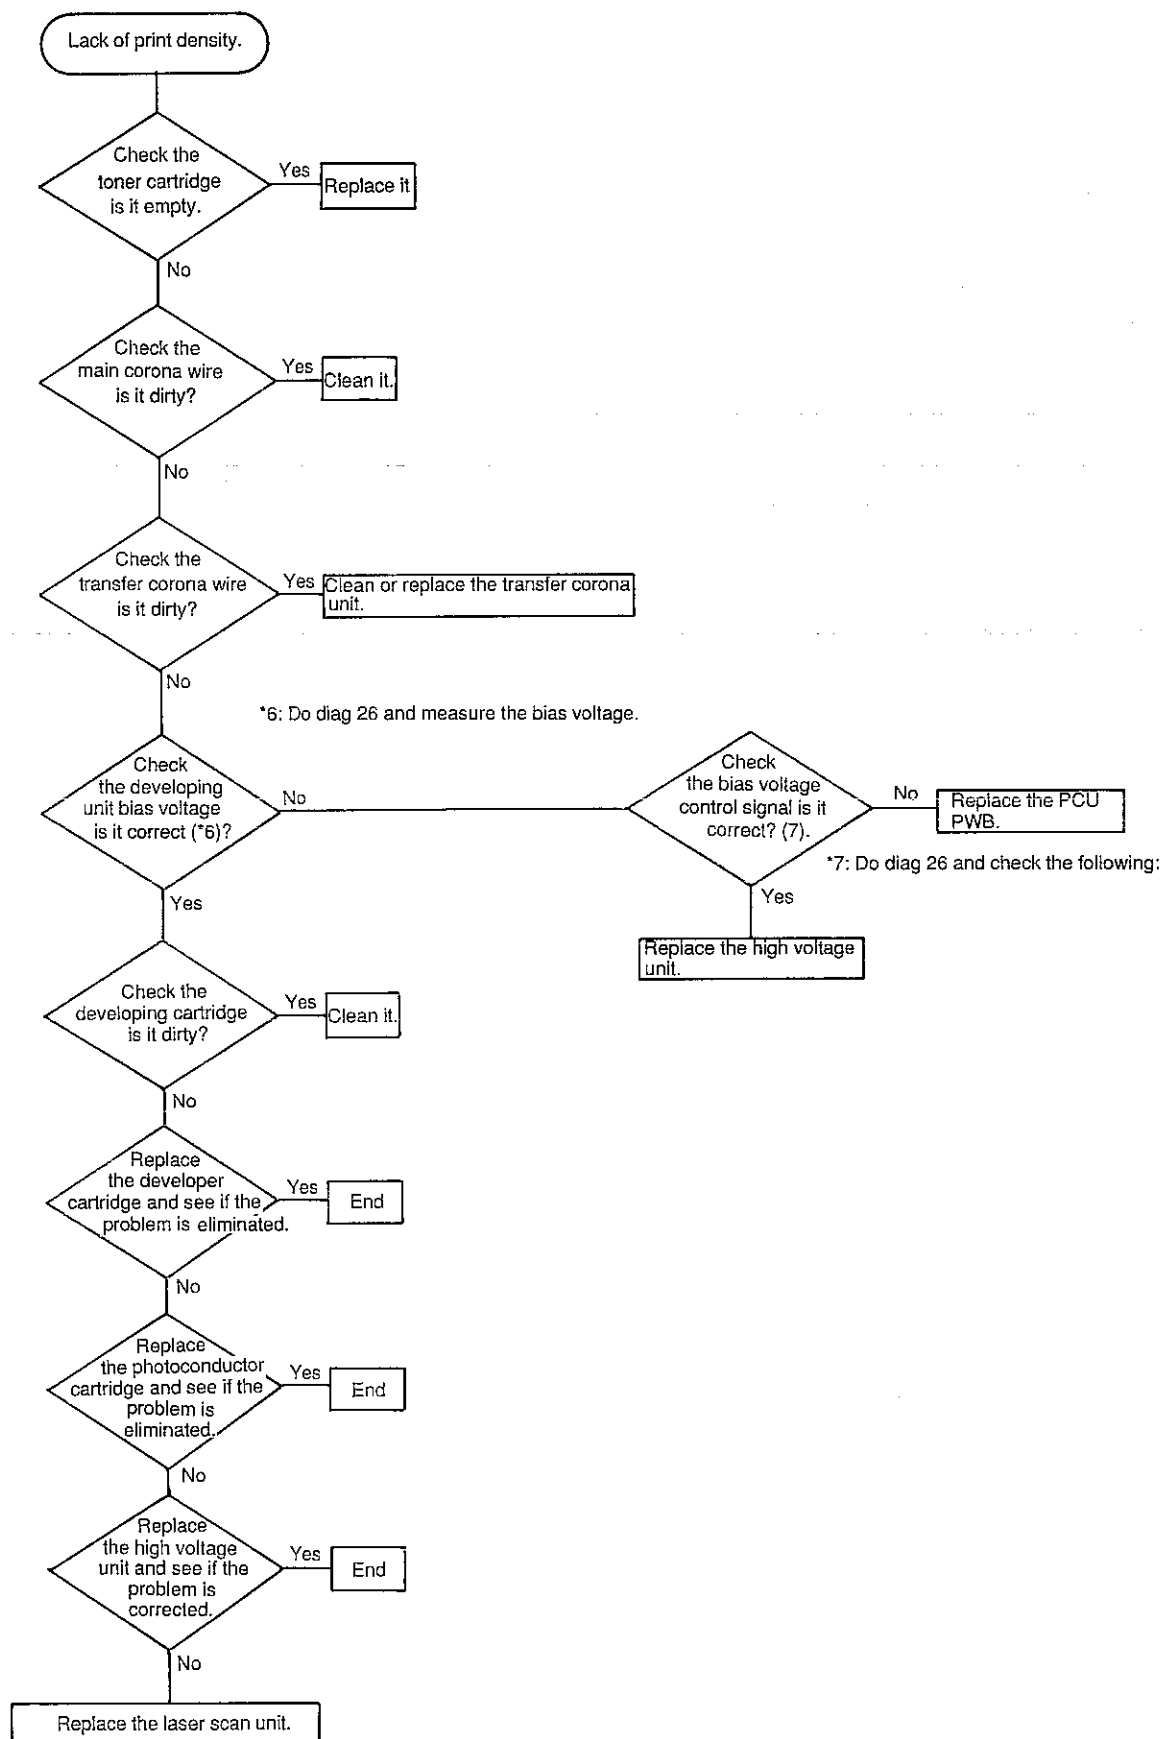 Lack of print density.
Check the
toner cartridge
is it empty.
Yes
Replace it
No
Check the
main corona wire
is it dirty?
Yes
Clean it.
No
Check the
transfer corona wire
is it dirty?
Yes
Clean or replace the transfer corona
unit.
No
*6: Do diag 26 and measure the bias voltage.
Check
the developing
unit bias voltage
is it correct (*6)?
No
Check
the bias voltage
control signal is it
correct? (7).
No
Replace the PCU
PWB.
*7: Do diag 26 and check the following:
Yes
Replace the high voltage
unit.
Yes
Check the
developing cartridge
is it dirty?
Yes
Clean it.
No
Replace
the developer
cartridge and see if the
problem is eliminated.
Yes
End
No
Replace
the photoconductor
cartridge and see if the
problem is
eliminated.
Yes
End
No
Replace
the high voltage
unit and see if the
problem is
corrected.
Yes
End
No
Replace the laser scan unit.